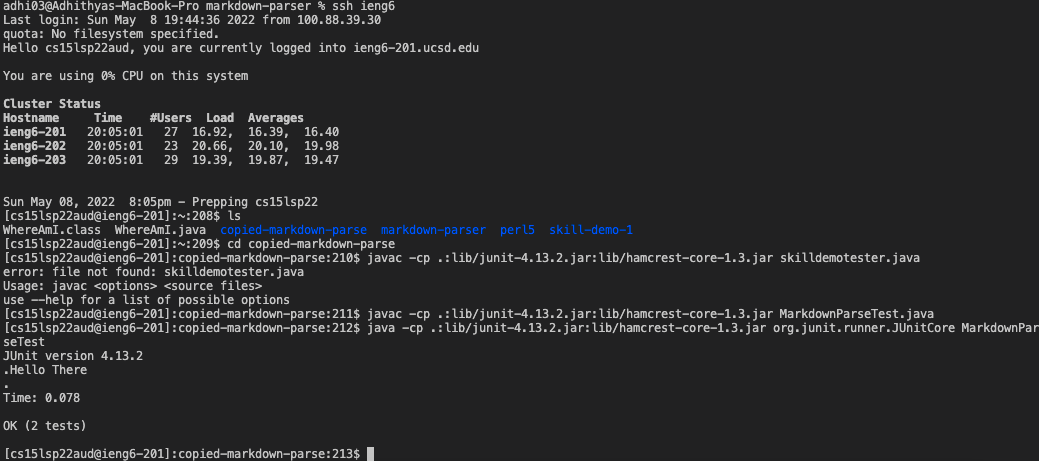 adhi03@Adhithyas-MacBook-Pro markdown-parser % ssh ieng6
Last login: Sun May  8 19:44:36 2022 from 100.88.39.30
quota: No filesystem specified.
Hello cs15lsp22aud, you are currently logged into ieng6-201.ucsd.edu
You are using 0% CPU on this system
Cluster Status
Hostname     Time    #Users  Load  Averages
ieng6-201   20:05:01   27  16.92,  16.39,  16.40
ieng6-202   20:05:01   23  20.66,  20.10,  19.98
ieng6-203   20:05:01   29  19.39,  19.87,  19.47
Sun May 08, 2022  8:05pm - Prepping cs15lsp22
[cs15lsp22aud@ieng6-201]:~:208$ ls
WhereAmI.class  WhereAmI.java  copied-markdown-parse  markdown-parser  perl5  skill-demo-1
[cs15lsp22aud@ieng6-201]:~:209$ cd copied-markdown-parse
[cs15lsp22aud@ieng6-201]:copied-markdown-parse:210$ javac -cp .:lib/junit-4.13.2.jar:lib/hamcrest-core-1.3.jar skilldemotester.java
error: file not found: skilldemotester.java
Usage: javac <options> <source files>
use --help for a list of possible options
[cs15lsp22aud@ieng6-201]:copied-markdown-parse:211$ javac -cp .:lib/junit-4.13.2.jar:lib/hamcrest-core-1.3.jar MarkdownParseTest.java
[cs15lsp22aud@ieng6-201]:copied-markdown-parse:212$ java -cp .:lib/junit-4.13.2.jar:lib/hamcrest-core-1.3.jar org.junit.runner.JUnitCore MarkdownPar
seTest
JUnit version 4.13.2
.Hello There
.
Time: 0.078
OK (2 tests)
[cs15lsp22aud@ieng6-201]:copied-markdown-parse:213$